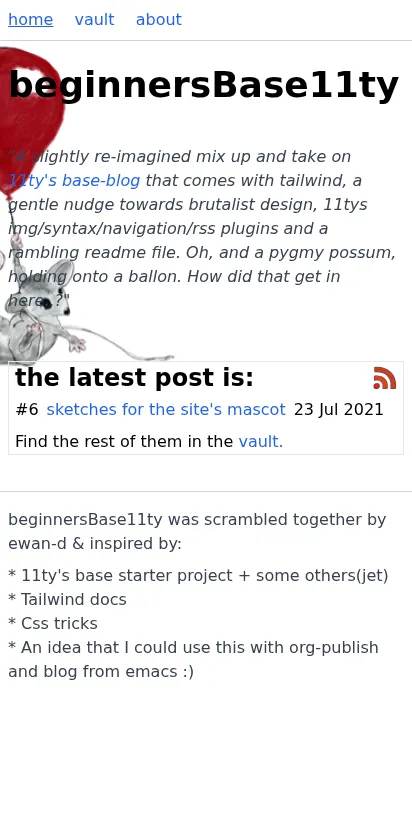 home vault about
beginnersBase11ty
"A slightly re-imagined mix up and take on
11ty's base-blog that comes with tailwind, a
gentle nudge towards brutalist design, 11tys
img/syntax/navigation/rss plugins and a
rambling readme file. Oh, and a pygmy possum,
holding onto a ballon. How did that get in
here..?"
the latest post is:
#6 sketches for the site's mascot 23 Jul 2021
Find the rest of them in the vault.
beginnersBase11ty was scrambled together by
ewan-d & inspired by:
* 11ty's base starter project + some others(jet)
* Tailwind docs
* Css tricks
* An idea that I could use this with org-publish
and blog from emacs :)